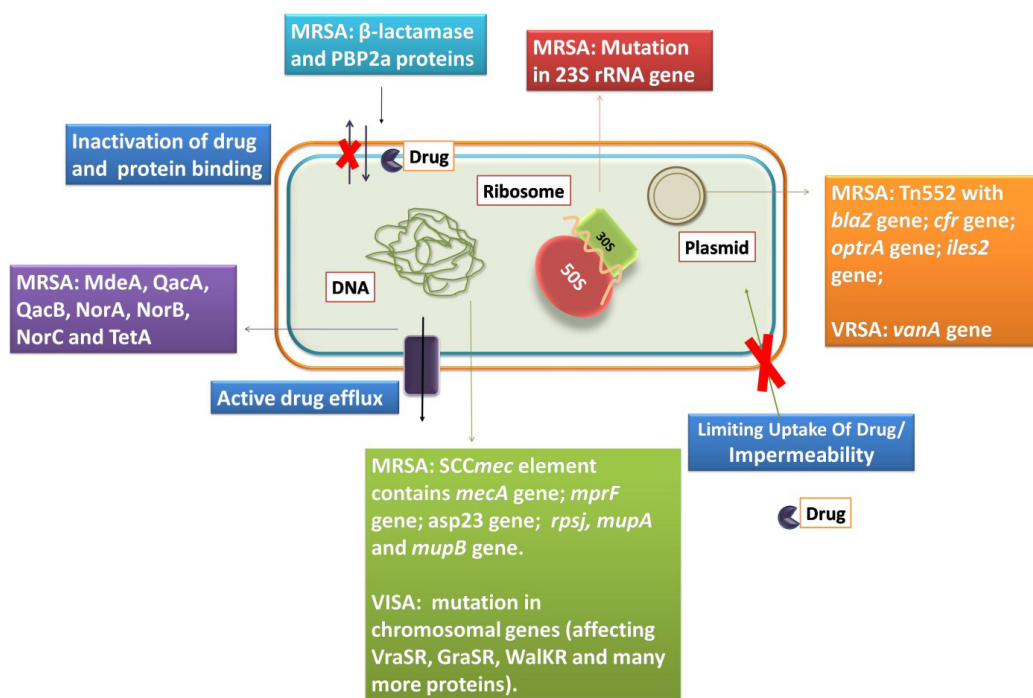 MRSA: β-lactamase
and PBP2a proteins
MRSA: Mutation
in 23S rRNA gene
Inactivation of drug
and protein binding
Drug
Ribosome
30S
50S
Plasmid
DNA
MRSA: Tn552 with
blaZ gene; cfr gene;
optrA gene; iles2
gene;
VRSA: vanA gene
MRSA: MdeA, QacA,
QacB, NorA, NorB,
NorC and TetA
Active drug efflux
Limiting Uptake Of Drug/
Impermeability
Drug
MRSA: SCCmec element
contains mecA gene; mprF
gene; asp23 gene; rpsj, mupA
and mupB gene.
VISA: mutation in
chromosomal genes (affecting
VraSR, GraSR, WalKR and many
more proteins).